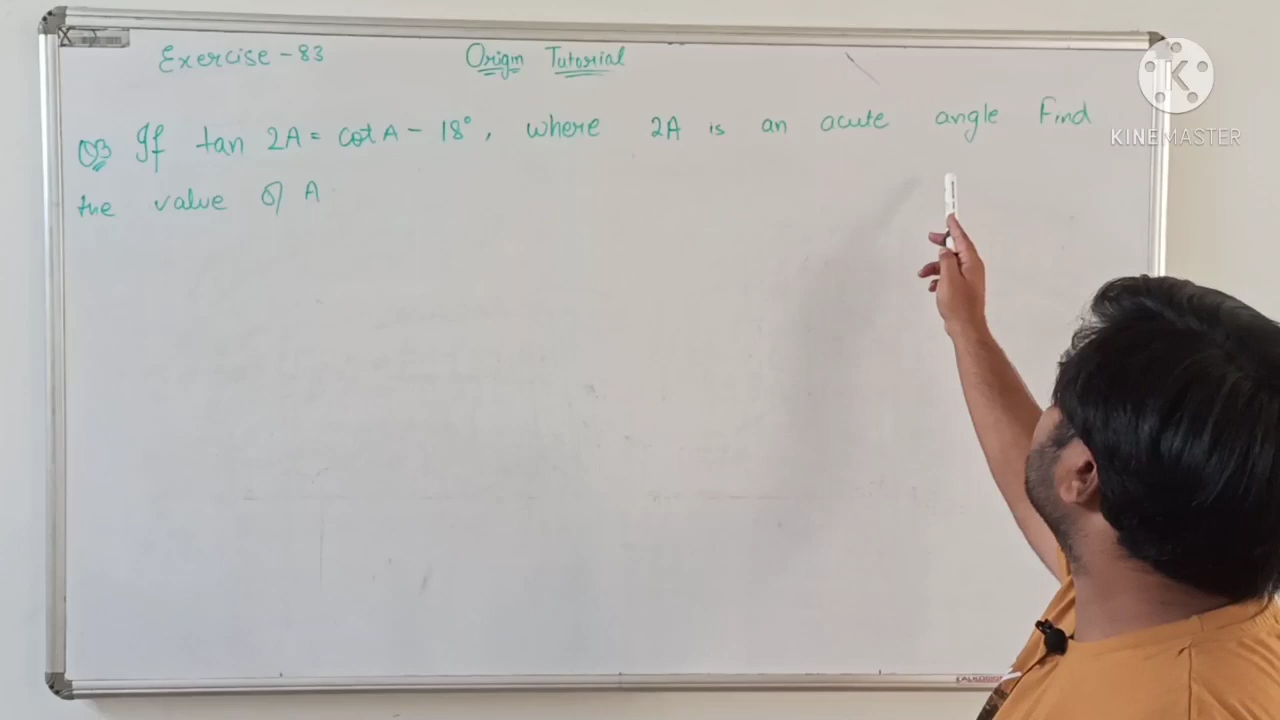 Exercise - 83
Origin Tutorial
K
KINEMASTER
Q3 If tan 2A = cot A - 18°, where 2A is an acute angle Find
the value of A